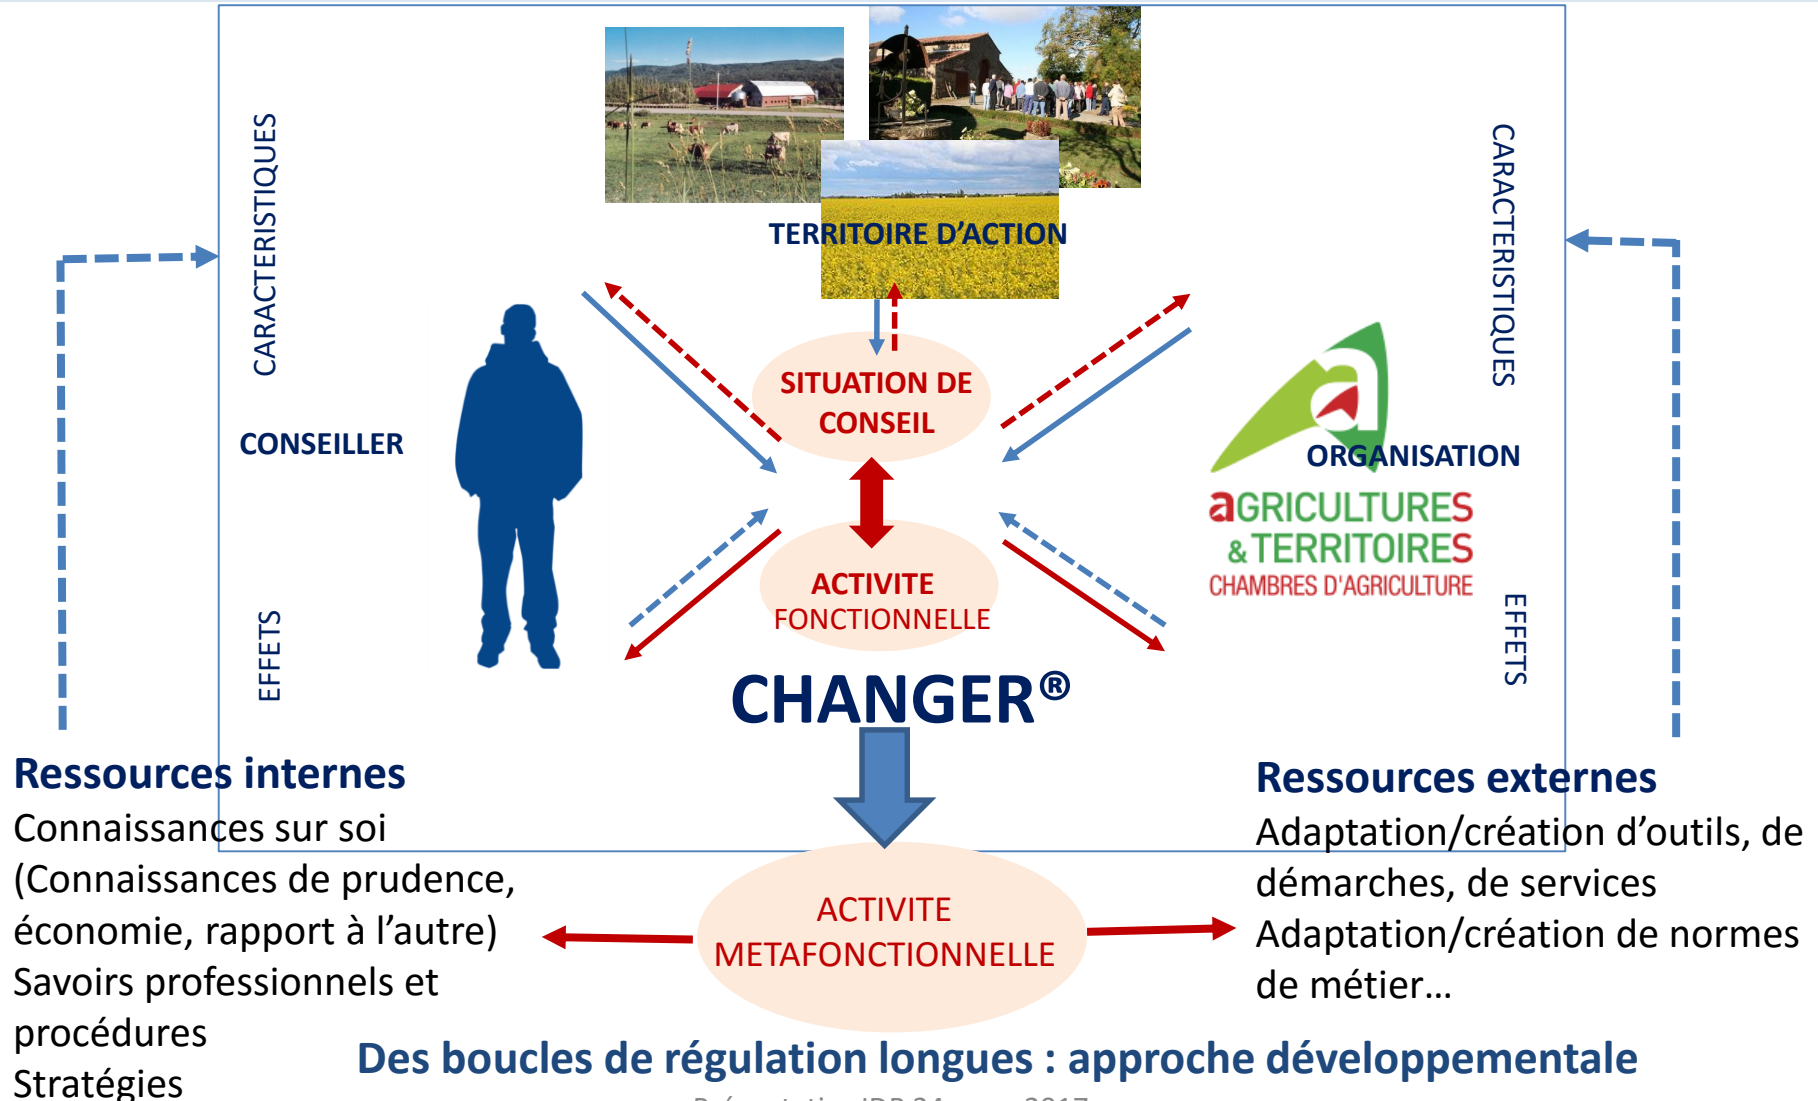 CARACTERISTIQUES
CARACTERISTIQUES
TERRITOIRE D'ACTION
SITUATION DE
CONSEIL
CONSEILLER
ORGANISATION
aGRICULTURES
& TERRITOIRES
CHAMBRES D'AGRICULTURE
ACTIVITE
FONCTIONNELLE
EFFETS
EFFETS
CHANGER®
Ressources internes
Connaissances sur soi
(Connaissances de prudence,
économie, rapport à l'autre)
Savoirs professionnels et
procédures
Stratégies
Ressources externes
Adaptation/création d'outils, de
démarches, de services
Adaptation/création de normes
de métier…
ACTIVITE
METAFONCTIONNELLE
Des boucles de régulation longues : approche développementale